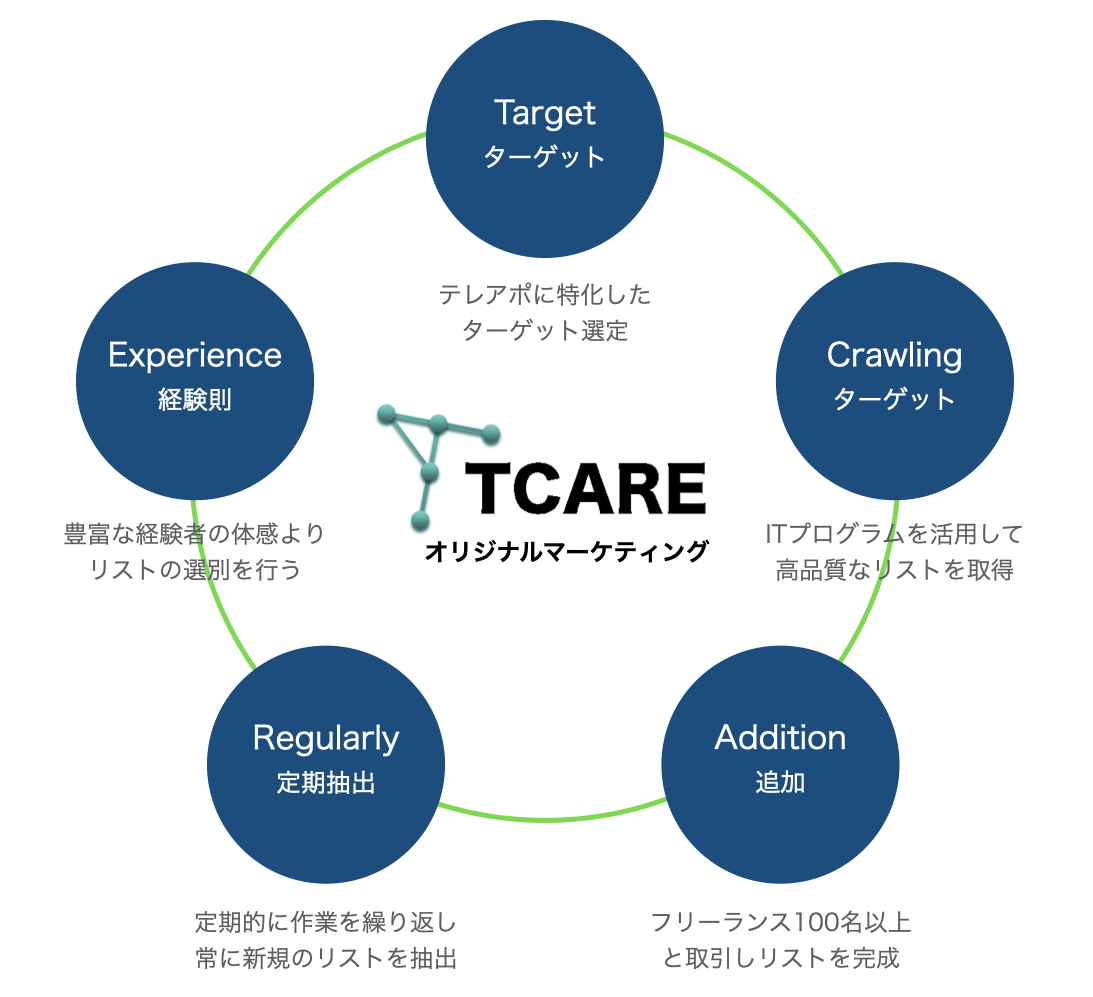 Target
ターゲット
テレアポに特化した
ターゲット選定
Experience
経験則
豊富な経験者の体感より
リストの選別を行う
TCARE
オリジナルマーケティング
Crawling
ターゲット
ITプログラムを活用して
高品質なリストを取得
Regularly
定期抽出
定期的に作業を繰り返し
常に新規のリストを抽出
Addition
追加
フリーランス100名以上
と取引しリストを完成